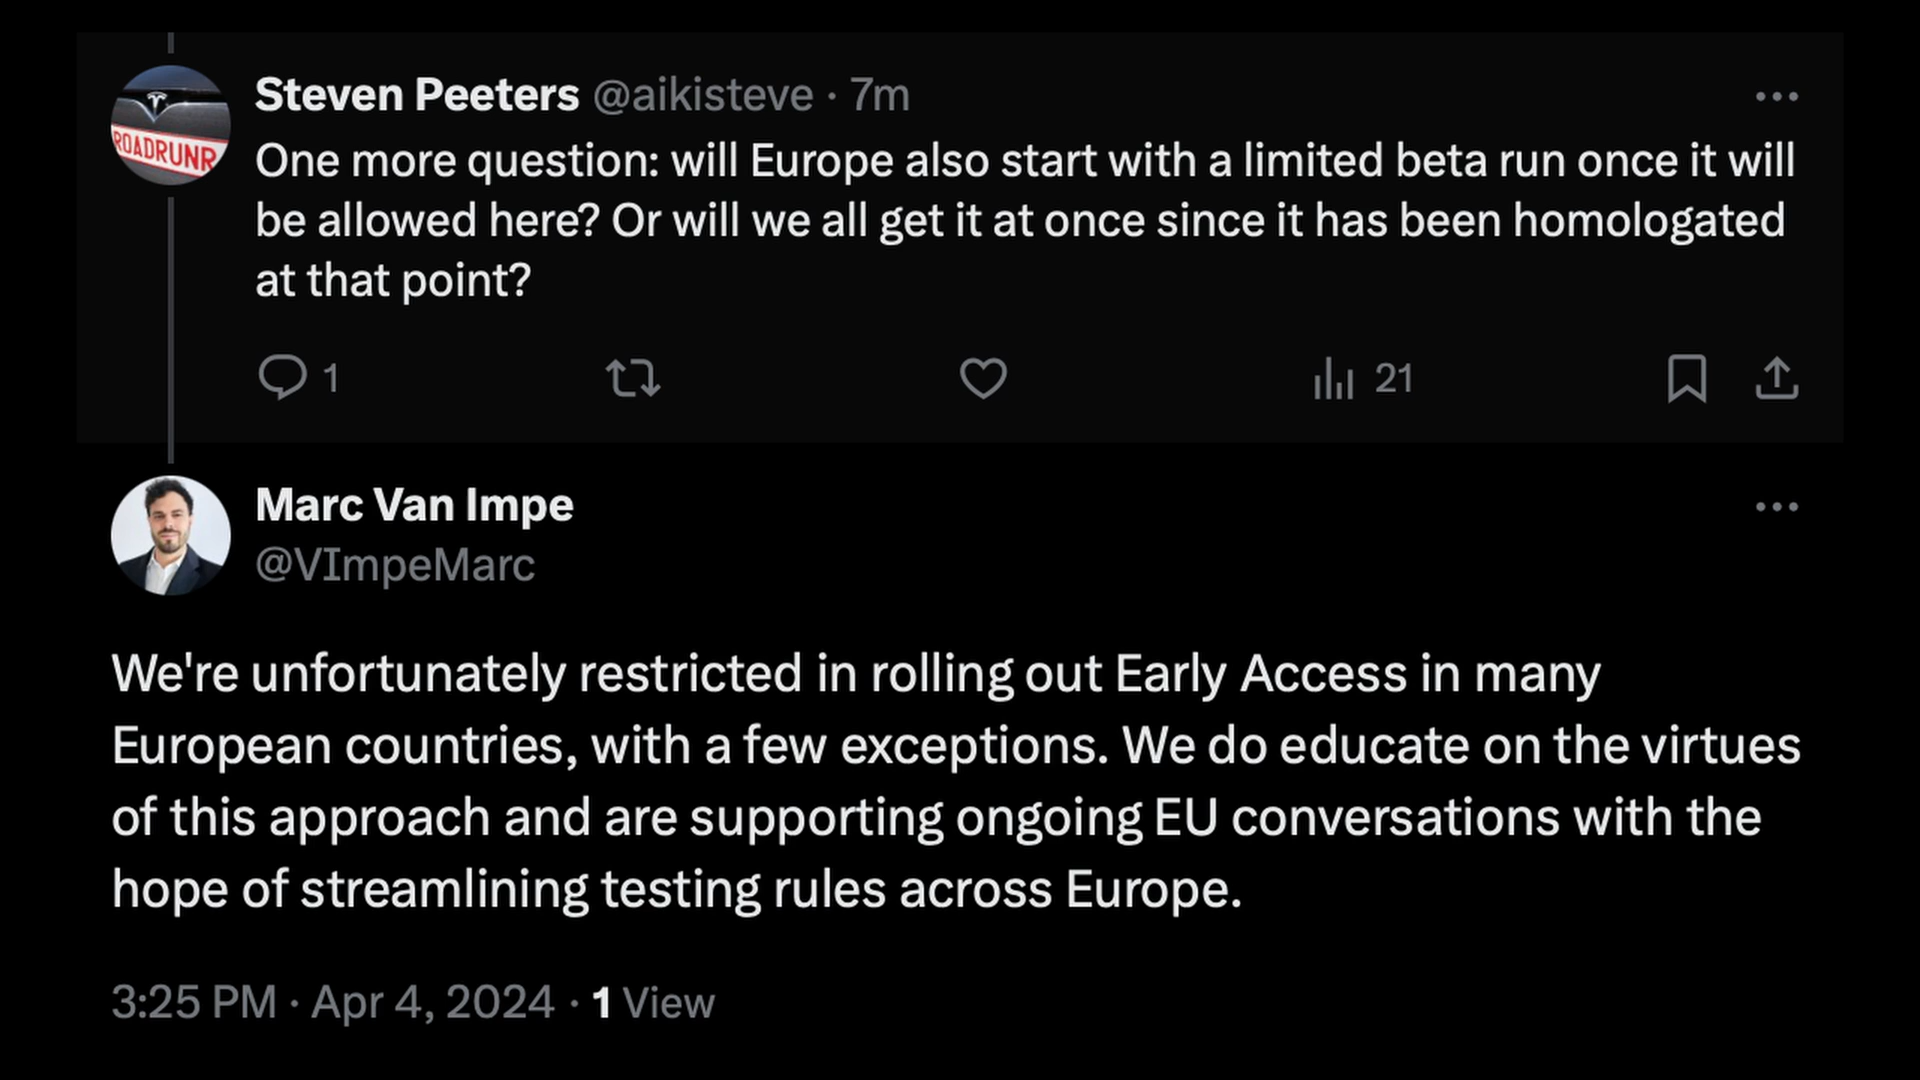 Steven Peeters @aikisteve · 7m
ROADRUNR
One more question: will Europe also start with a limited beta run once it will
be allowed here? Or will we all get it at once since it has been homologated
at that point?
1 21
Marc Van Impe
@VImpeMarc
We're unfortunately restricted in rolling out Early Access in many
European countries, with a few exceptions. We do educate on the virtues
of this approach and are supporting ongoing EU conversations with the
hope of streamlining testing rules across Europe.
3:25 PM · Apr 4, 2024 · 1 View